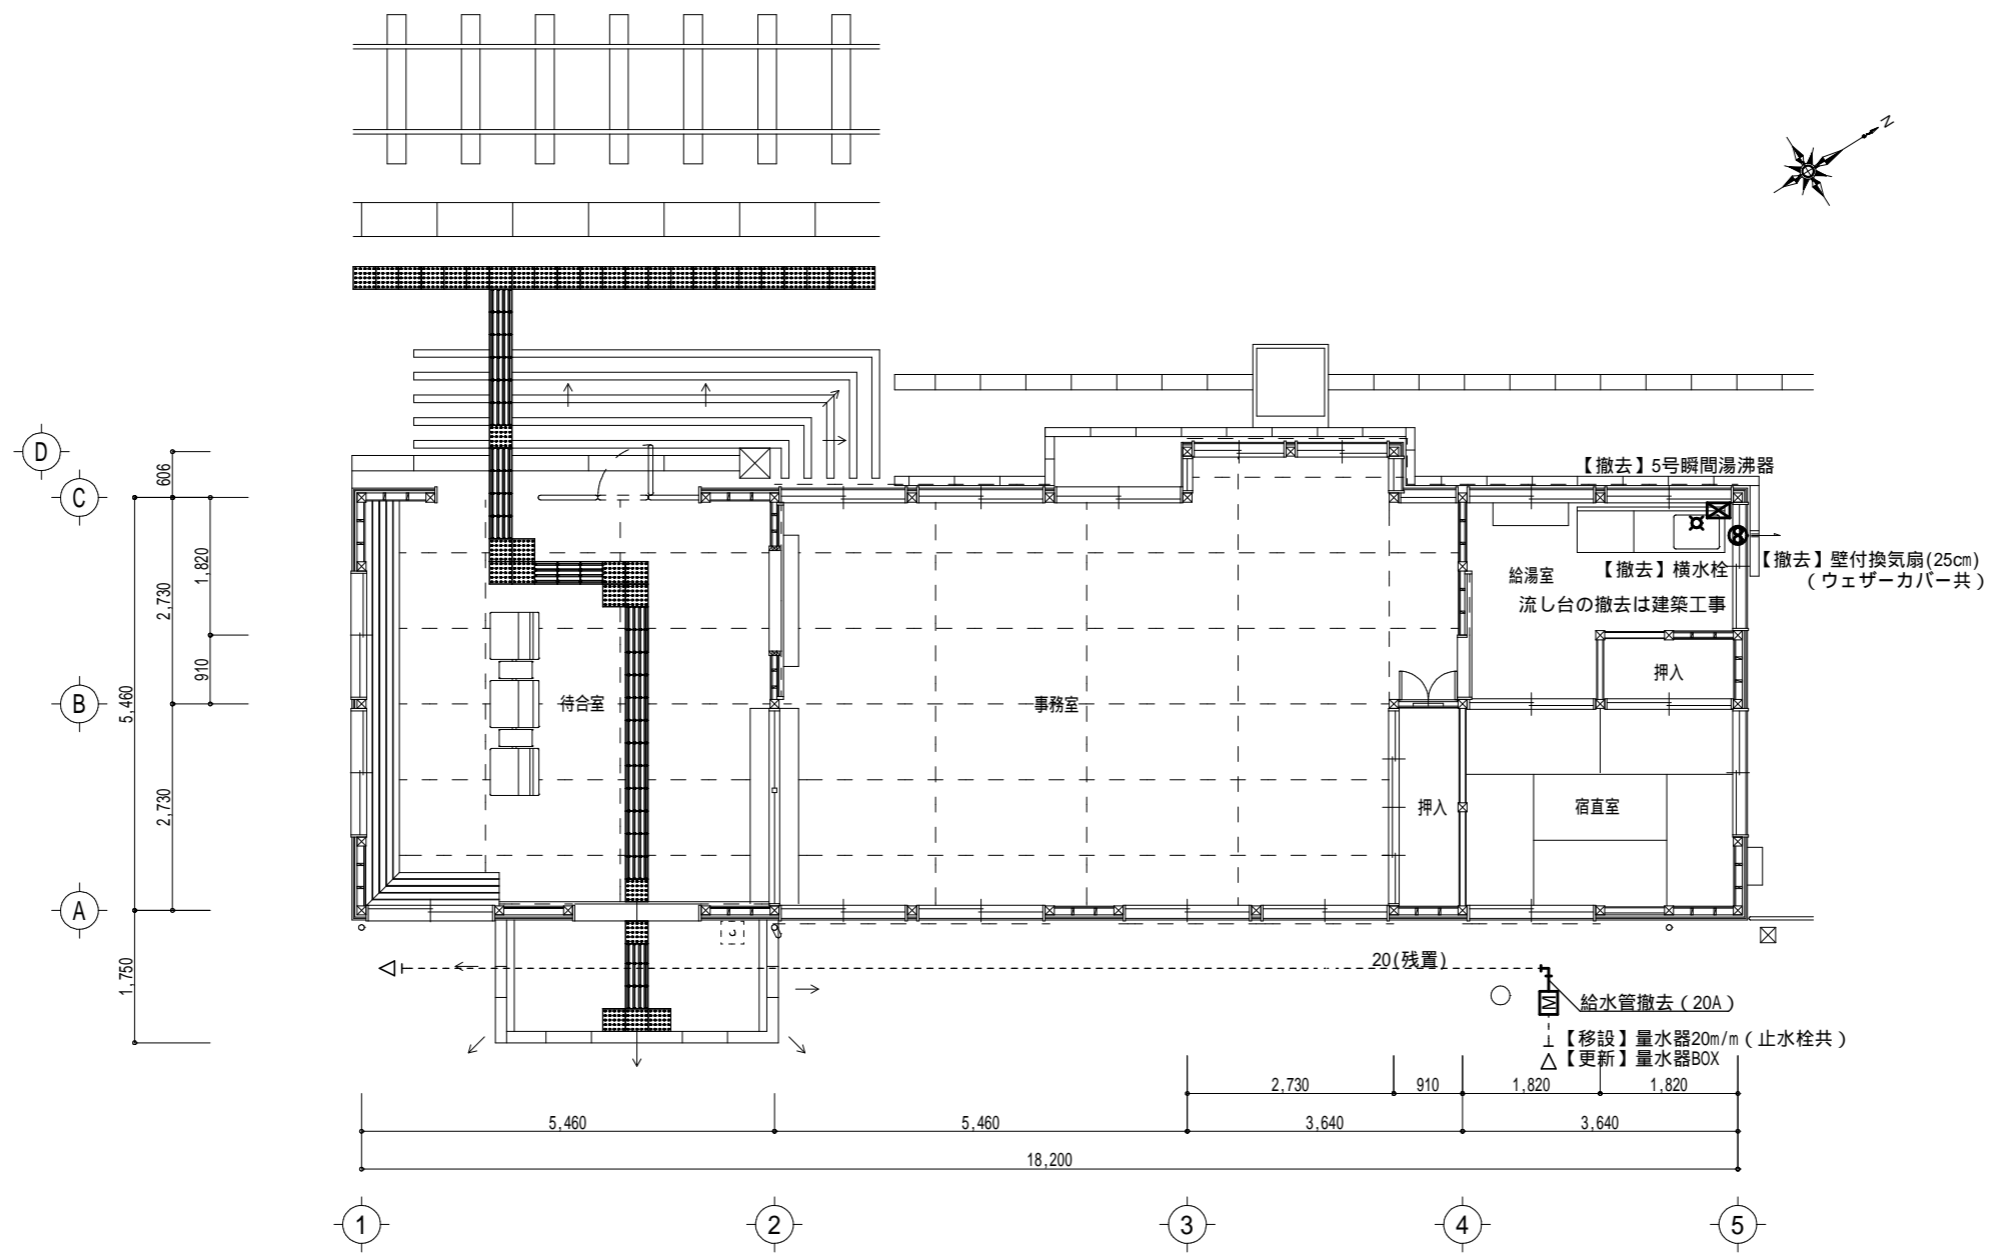 N
D
C
B
A
606
1,820
2,730
910
5,460
2,730
1,750
【撤去】5号瞬間湯沸器
給湯室
【撤去】横水栓
【撤去】壁付換気扇(25cm)
(ウェザーカバー共)
流し台の撤去は建築工事
押入
待合室
事務室
押入
宿直室
20(残置)
M
給水管撤去(20A)
【移設】量水器20m/m(止水栓共)
【更新】量水器BOX
2,730
910
1,820
1,820
5,460
5,460
3,640
3,640
18,200
1
2
3
4
5